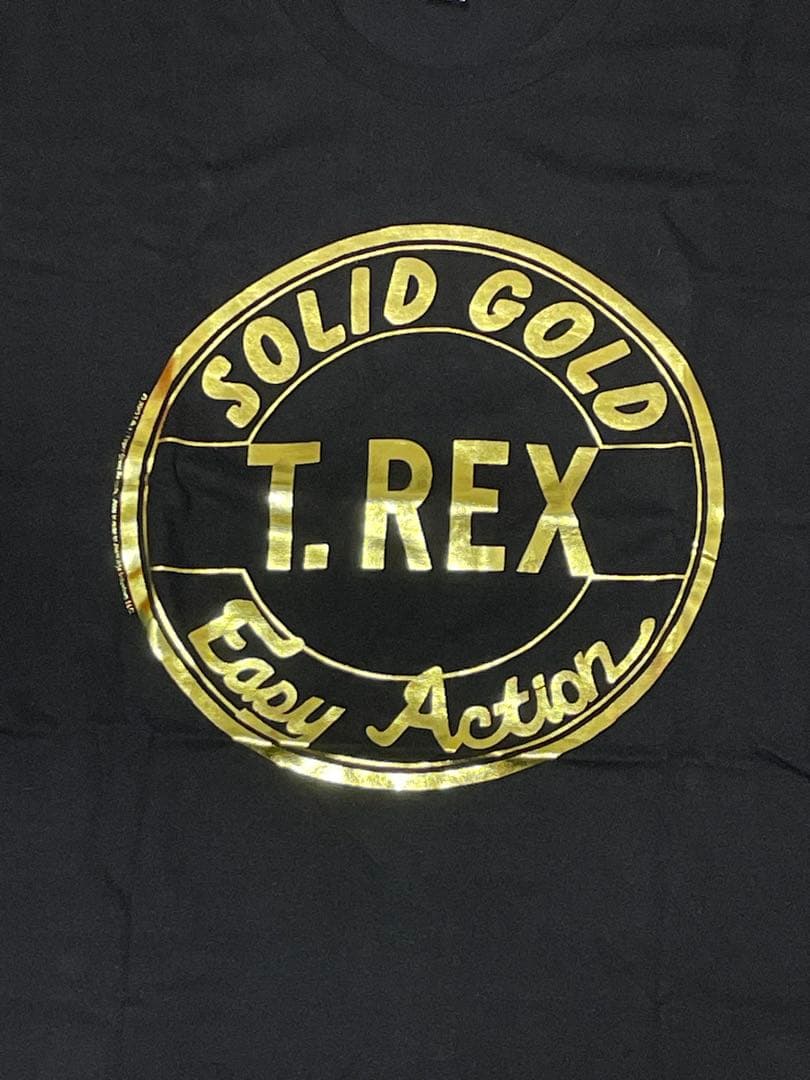 SOLID GOLD
T. REX
Easy Action